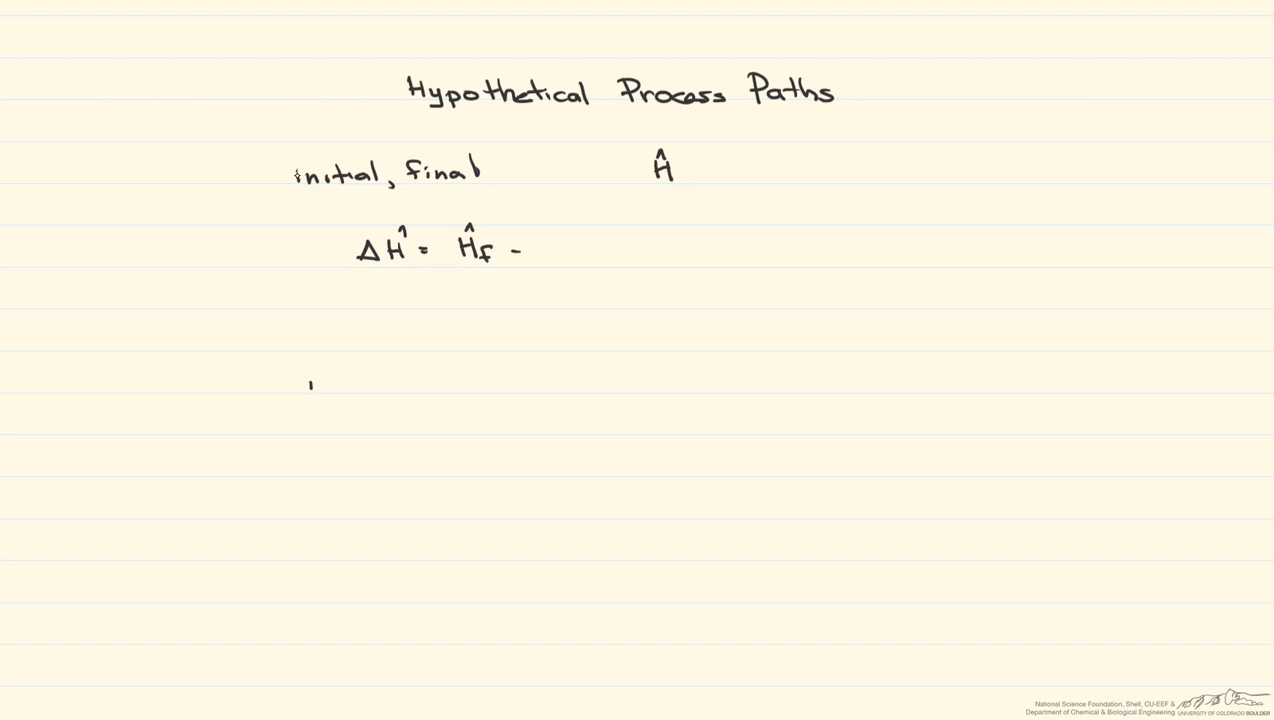 Hypothetical Process Paths
initial, final Ĥ
ΔĤ = Ĥf -
National Science Foundation, Shell, CU-EEF &
Department of Chemical & Biological Engineering UNIVERSITY OF COLORADO BOULDER